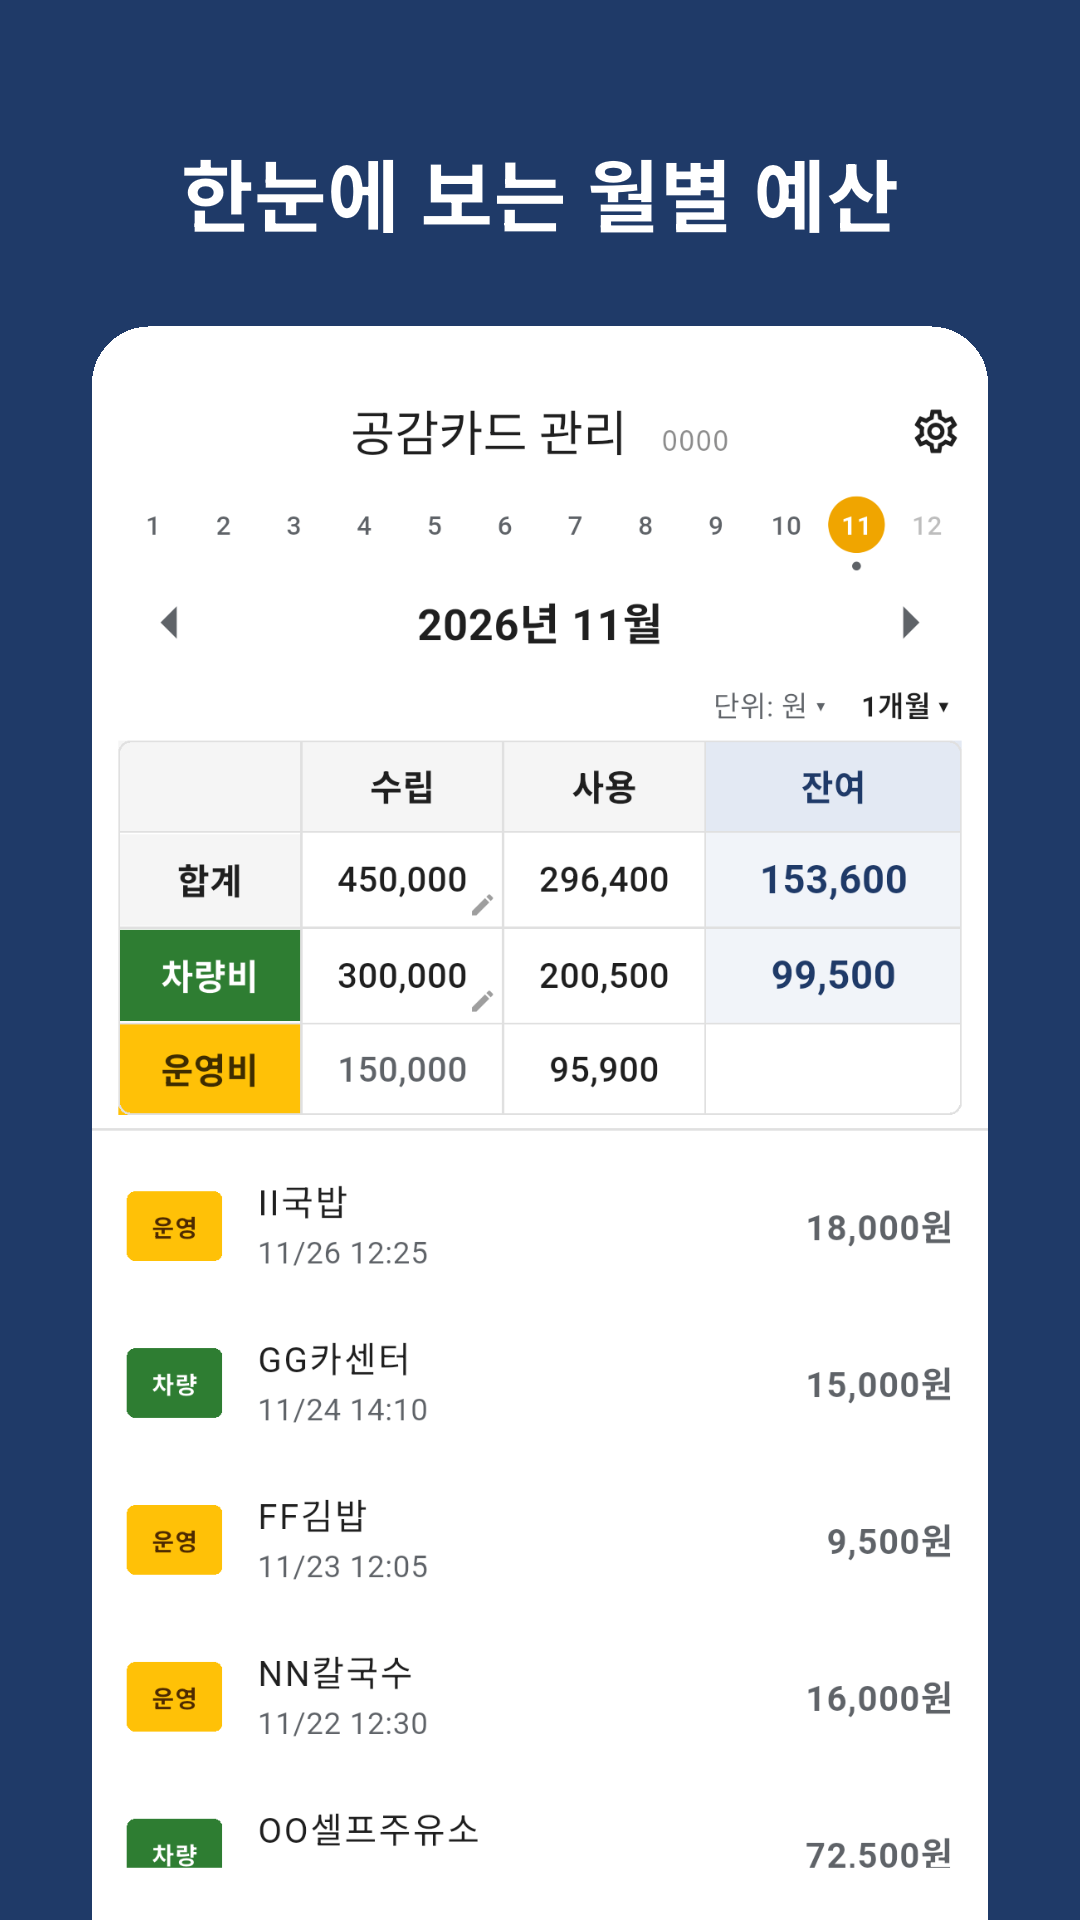 한눈에 보는 월별 예산
공감카드 관리 0000
1 2 3 4 5 6 7 8 9 10 11 12
2026년 11월
단위: 원 ▾ 1개월 ▾
수립 사용 잔여
합계 450,000 296,400 153,600
차량비 300,000 200,500 99,500
운영비 150,000 95,900
운영 II국밥 18,000원
11/26 12:25
차량 GG카센터 15,000원
11/24 14:10
운영 FF김밥 9,500원
11/23 12:05
운영 NN칼국수 16,000원
11/22 12:30
차량 OO셀프주유소 72,500원